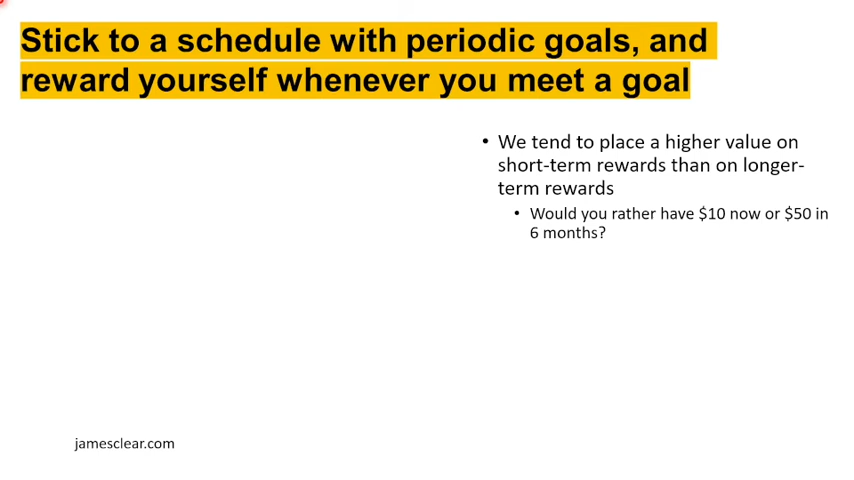 Stick to a schedule with periodic goals, and
reward yourself whenever you meet a goal
• We tend to place a higher value on
short-term rewards than on longer-
term rewards
• Would you rather have $10 now or $50 in
6 months?
jamesclear.com